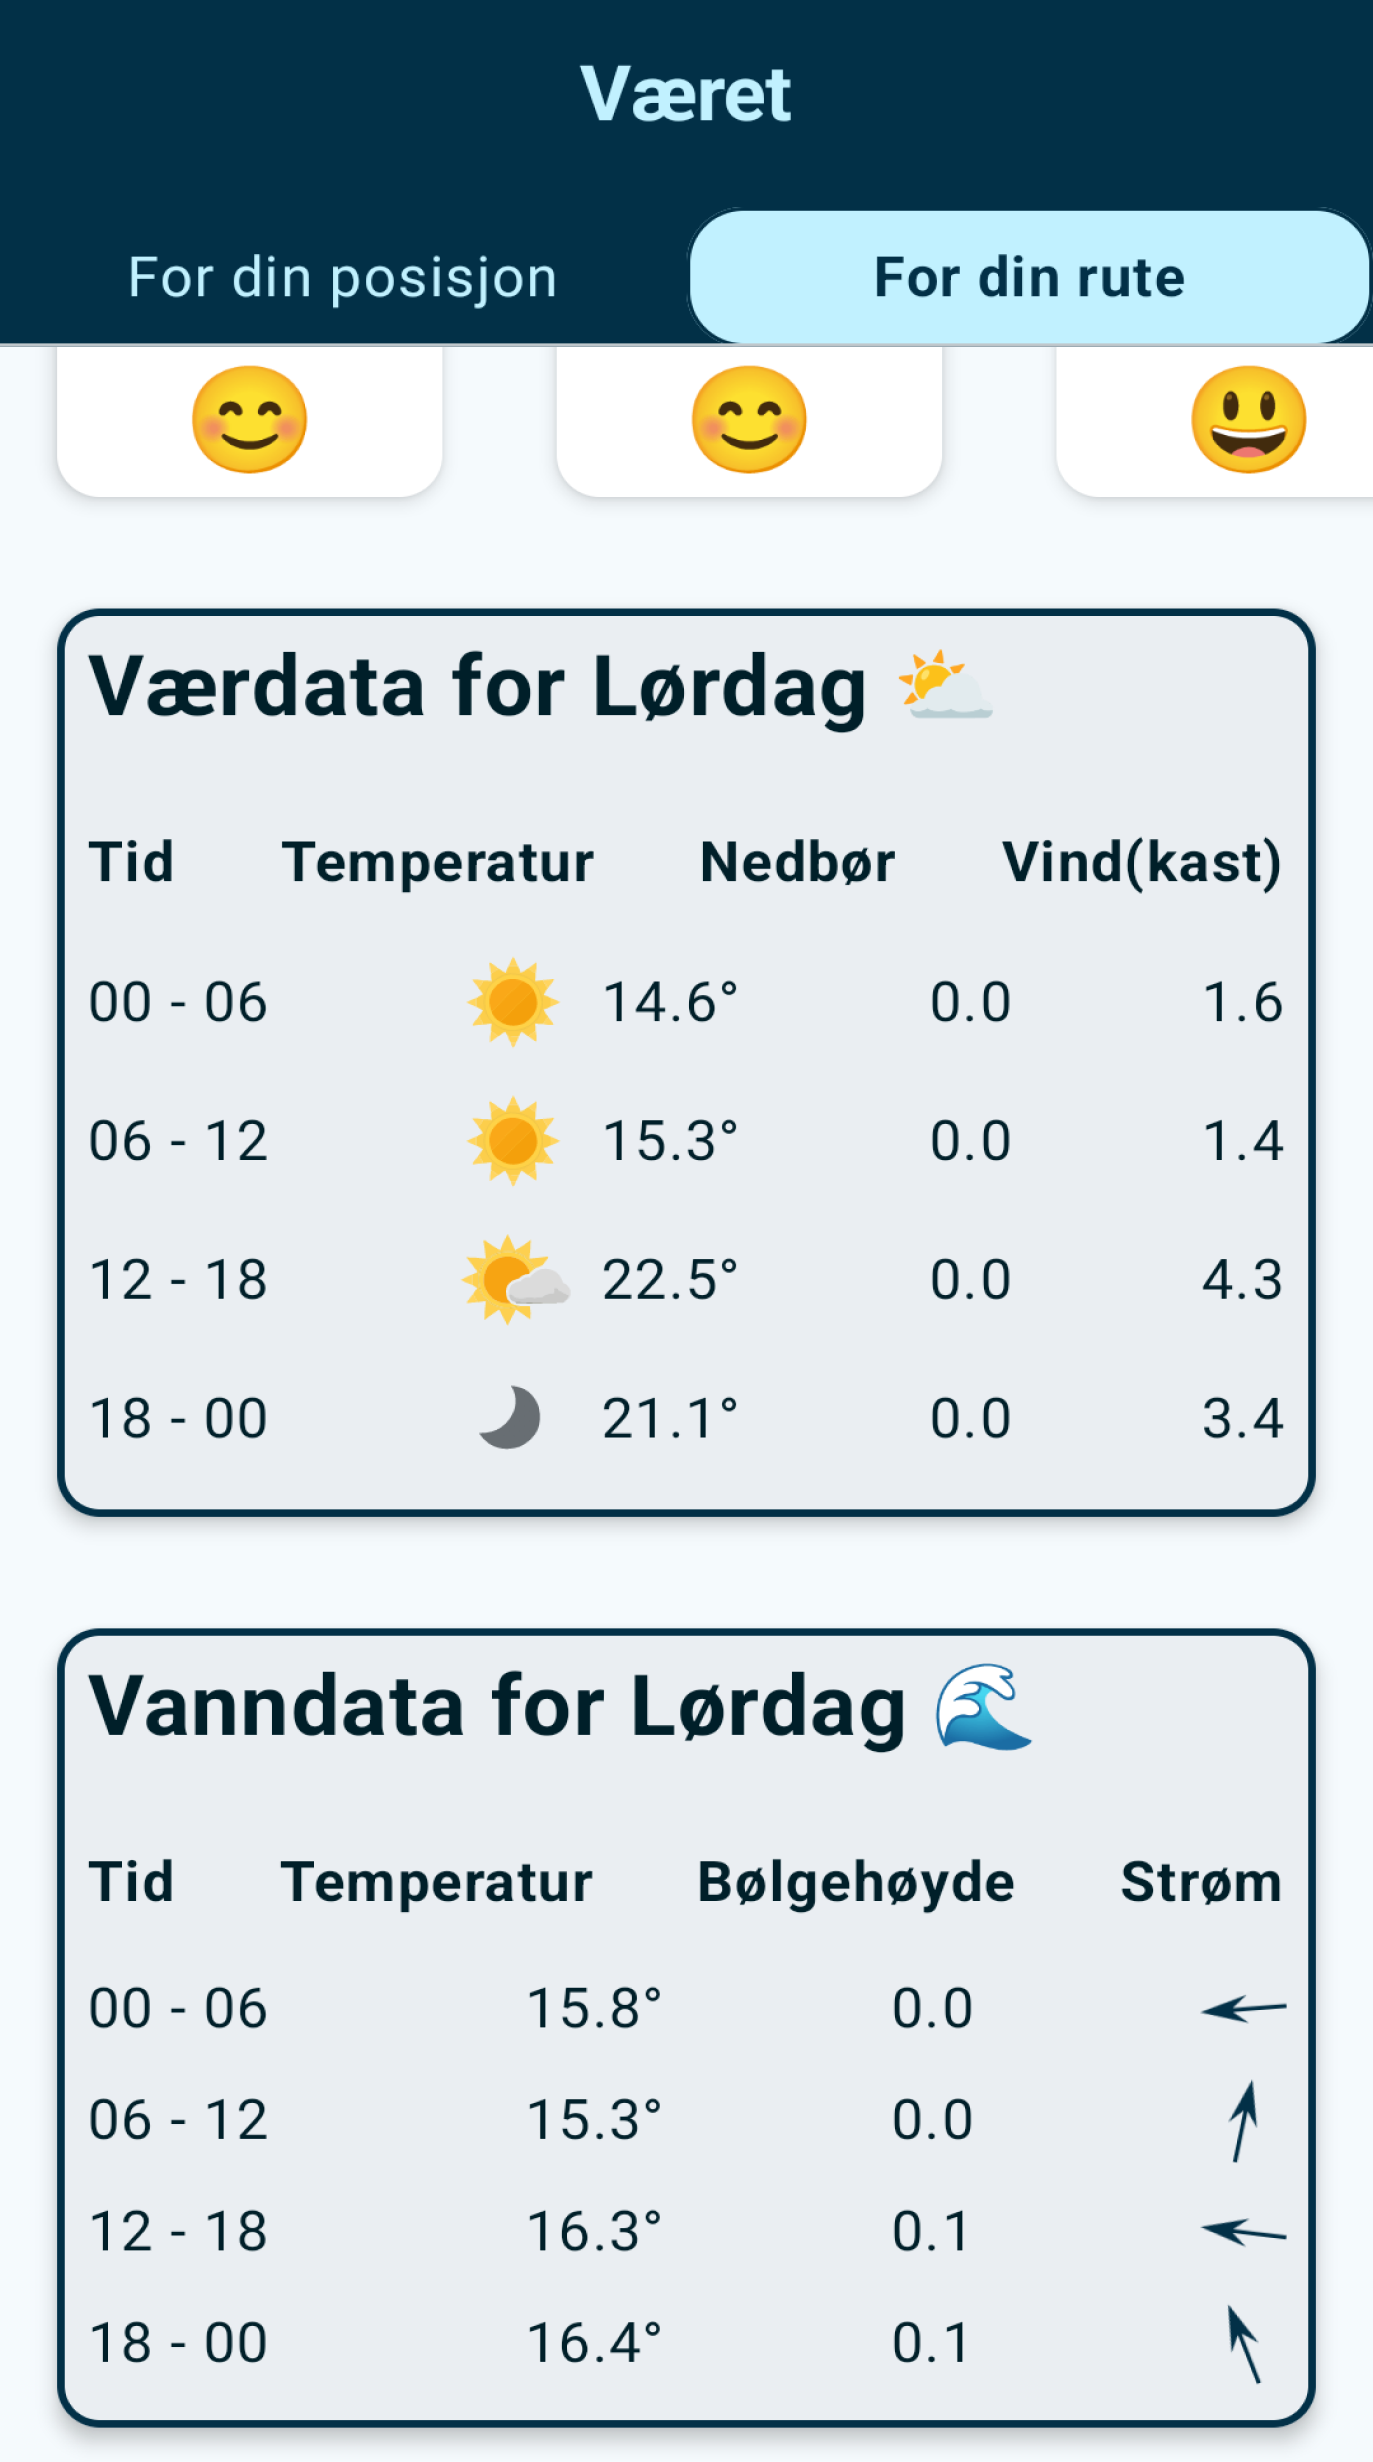 Været
For din posisjon For din rute
Værdata for Lørdag
Tid Temperatur Nedbør Vind(kast)
00 - 06 14.6° 0.0 1.6
06 - 12 15.3° 0.0 1.4
12 - 18 22.5° 0.0 4.3
18 - 00 21.1° 0.0 3.4
Vanndata for Lørdag
Tid Temperatur Bølgehøyde Strøm
00 - 06 15.8° 0.0
06 - 12 15.3° 0.0
12 - 18 16.3° 0.1
18 - 00 16.4° 0.1